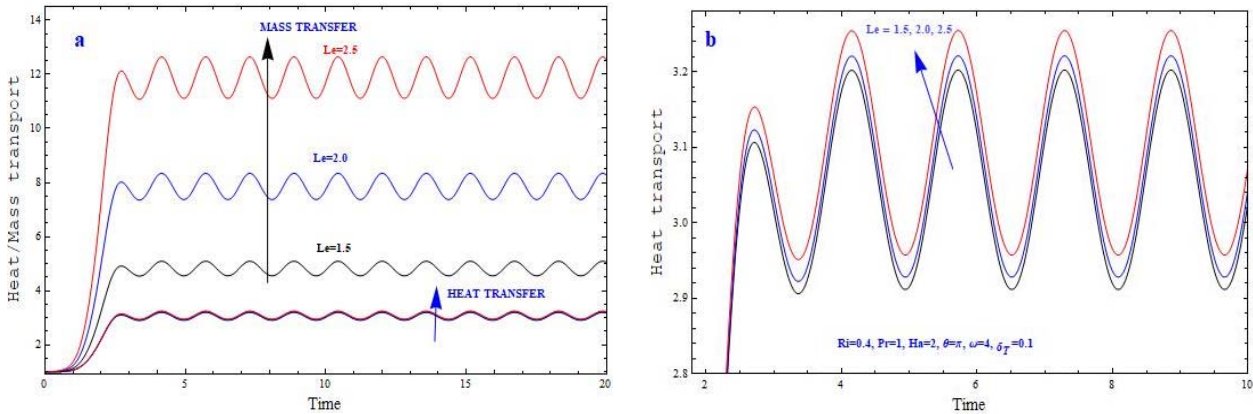 a
MASS TRANSFER
Le=2.5
Le=2.0
Le=1.5
HEAT TRANSFER
Heat/Mass transport
14
12
10
8
6
4
2
0
5
10
15
20
Time
b
Le = 1.5, 2.0, 2.5
Heat transport
3.2
3.1
3.0
2.9
2.8
Ri=0.4, Pr=1, Ha=2, θ=π, ω=4, δT=0.1
2
4
6
8
10
Time